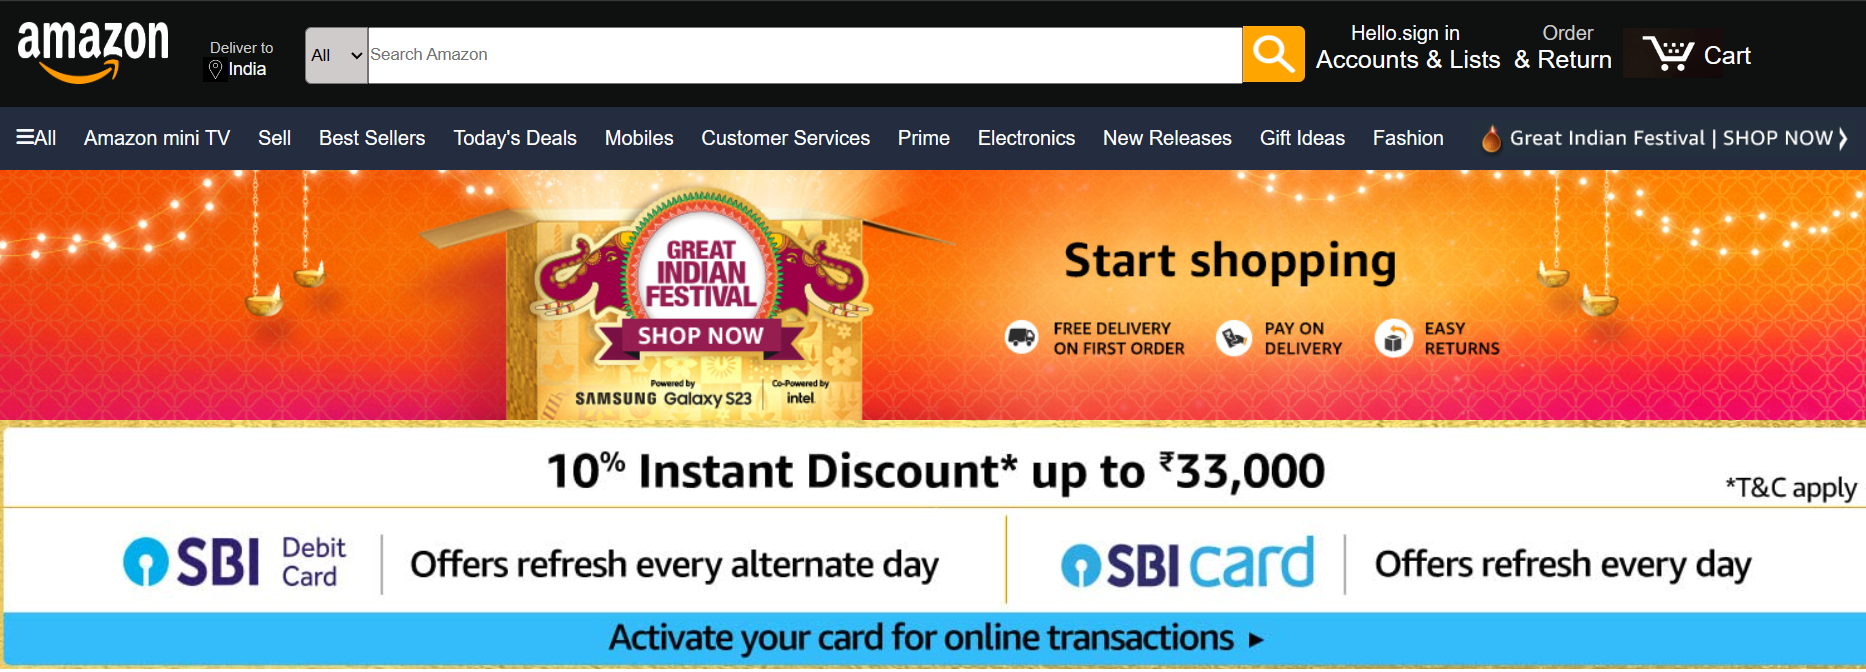 amazon
Deliver to
India
All
Search Amazon
Hello.sign in
Accounts & Lists
Order
& Return
Cart
All
Amazon mini TV
Sell
Best Sellers
Today's Deals
Mobiles
Customer Services
Prime
Electronics
New Releases
Gift Ideas
Fashion
Great Indian Festival | SHOP NOW
GREAT
INDIAN
FESTIVAL
SHOP NOW
Powered by
SAMSUNG Galaxy S23
Co-Powered by
intel
Start shopping
FREE DELIVERY
ON FIRST ORDER
PAY ON
DELIVERY
EASY
RETURNS
10% Instant Discount* up to ₹33,000
*T&C apply
SBI Debit
Card
Offers refresh every alternate day
SBI card
Offers refresh every day
Activate your card for online transactions ►